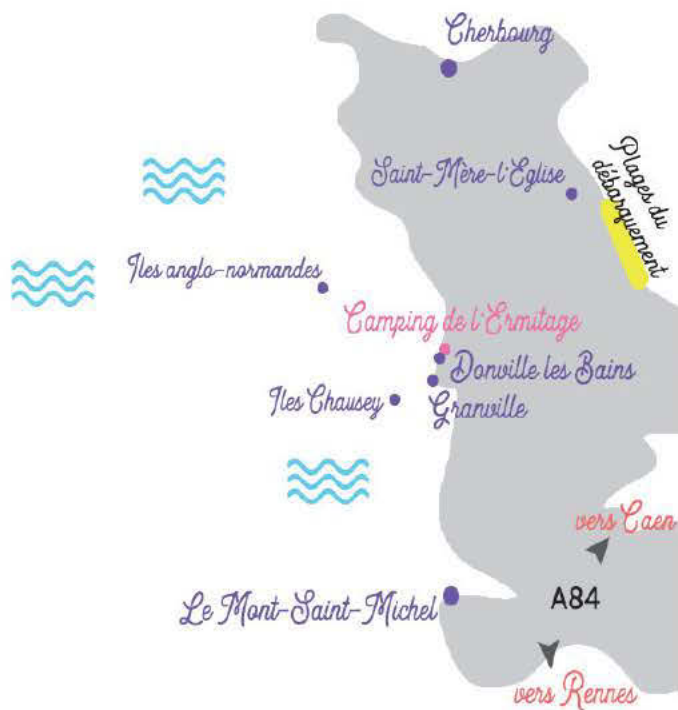 Cherbourg
Saint-Mère-l'Eglise
Plages du
débarquement
Iles anglo-normandes
Camping de l'Ermitage
Donville les Bains
Iles Chausey
Granville
vers Caen
A84
Le Mont-Saint-Michel
vers Rennes